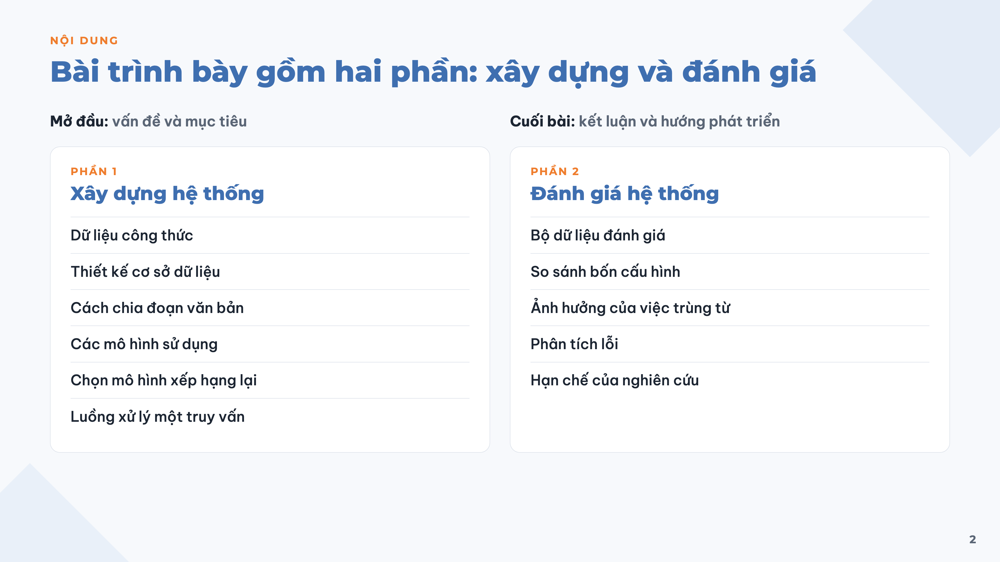 NỘI DUNG
Bài trình bày gồm hai phần: xây dựng và đánh giá
Mở đầu: vấn đề và mục tiêu
Cuối bài: kết luận và hướng phát triển
PHẦN 1
Xây dựng hệ thống
Dữ liệu công thức
Thiết kế cơ sở dữ liệu
Cách chia đoạn văn bản
Các mô hình sử dụng
Chọn mô hình xếp hạng lại
Luồng xử lý một truy vấn
PHẦN 2
Đánh giá hệ thống
Bộ dữ liệu đánh giá
So sánh bốn cấu hình
Ảnh hưởng của việc trùng từ
Phân tích lỗi
Hạn chế của nghiên cứu
2